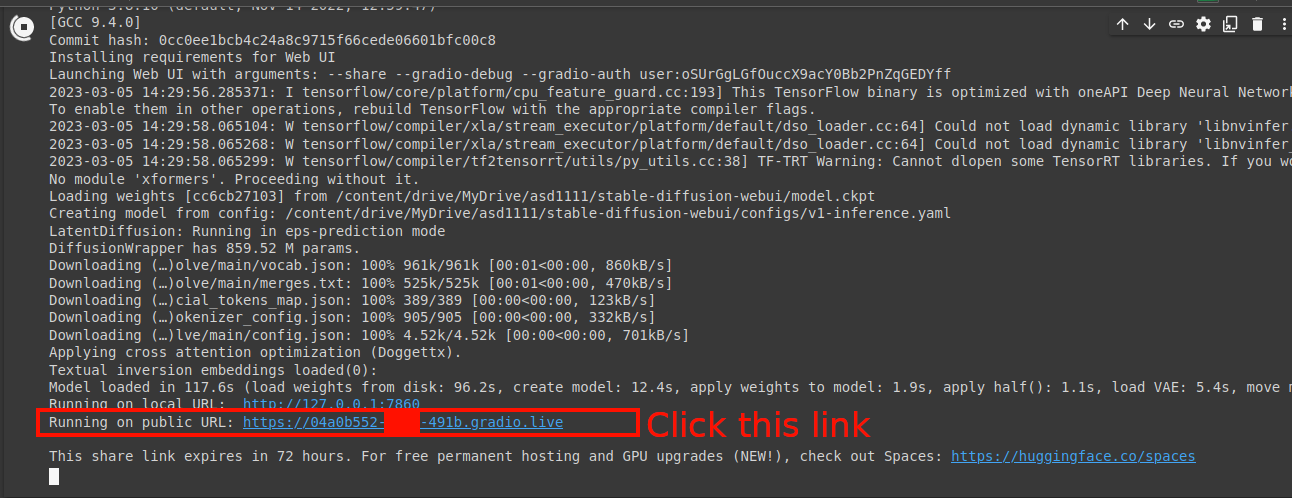 Python 3.8.10 (default, Nov 14 2022, 12:59:47)
[GCC 9.4.0]
Commit hash: 0cc0ee1bcb4c24a8c9715f66cede06601bfc00c8
Installing requirements for Web UI
Launching Web UI with arguments: --share --gradio-debug --gradio-auth user:oSUrGgLGfOuccX9acY0Bb2PnZqGEDYff
2023-03-05 14:29:56.285371: I tensorflow/core/platform/cpu_feature_guard.cc:193] This TensorFlow binary is optimized with oneAPI Deep Neural Network
To enable them in other operations, rebuild TensorFlow with the appropriate compiler flags.
2023-03-05 14:29:58.065104: W tensorflow/compiler/xla/stream_executor/platform/default/dso_loader.cc:64] Could not load dynamic library 'libnvinfer
2023-03-05 14:29:58.065268: W tensorflow/compiler/xla/stream_executor/platform/default/dso_loader.cc:64] Could not load dynamic library 'libnvinfer_
2023-03-05 14:29:58.065299: W tensorflow/compiler/tf2tensorrt/utils/py_utils.cc:38] TF-TRT Warning: Cannot dlopen some TensorRT libraries. If you wo
No module 'xformers'. Proceeding without it.
Loading weights [cc6cb27103] from /content/drive/MyDrive/asd1111/stable-diffusion-webui/model.ckpt
Creating model from config: /content/drive/MyDrive/asd1111/stable-diffusion-webui/configs/v1-inference.yaml
LatentDiffusion: Running in eps-prediction mode
DiffusionWrapper has 859.52 M params.
Downloading (…)olve/main/vocab.json: 100% 961k/961k [00:01<00:00, 860kB/s]
Downloading (…)olve/main/merges.txt: 100% 525k/525k [00:01<00:00, 470kB/s]
Downloading (…)cial_tokens_map.json: 100% 389/389 [00:00<00:00, 123kB/s]
Downloading (…)okenizer_config.json: 100% 905/905 [00:00<00:00, 332kB/s]
Downloading (…)lve/main/config.json: 100% 4.52k/4.52k [00:00<00:00, 701kB/s]
Applying cross attention optimization (Doggettx).
Textual inversion embeddings loaded(0):
Model loaded in 117.6s (load weights from disk: 96.2s, create model: 12.4s, apply weights to model: 1.9s, apply half(): 1.1s, load VAE: 5.4s, move m
Running on local URL:  http://127.0.0.1:7860
Running on public URL: https://04a0b552- -491b.gradio.live Click this link
This share link expires in 72 hours. For free permanent hosting and GPU upgrades (NEW!), check out Spaces: https://huggingface.co/spaces